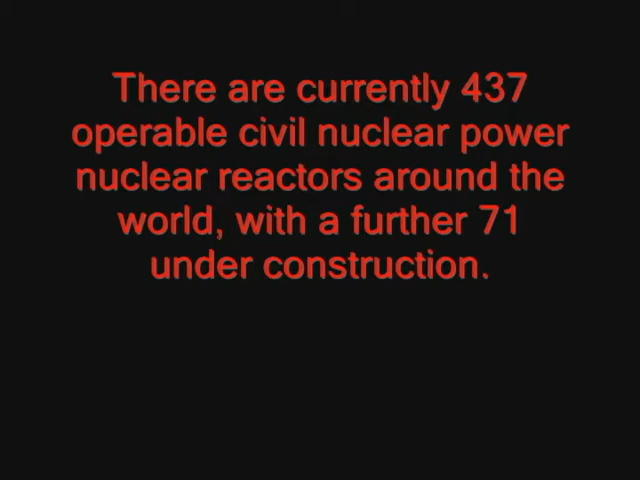 There are currently 437
operable civil nuclear power
nuclear reactors around the
world, with a further 71
under construction.